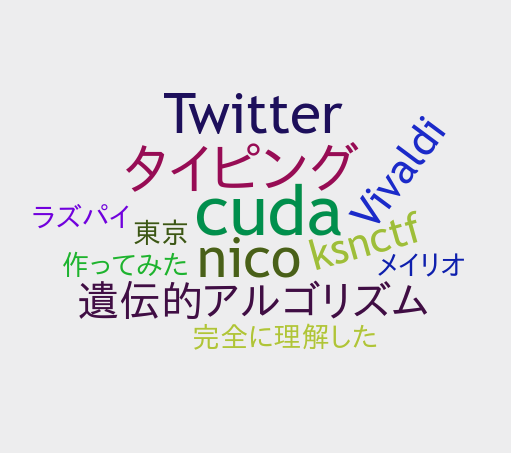 Twitter
タイピング
Vivaldi
cuda
ラズパイ
東京
ksnctf
nico
作ってみた
メイリオ
遺伝的アルゴリズム
完全に理解した